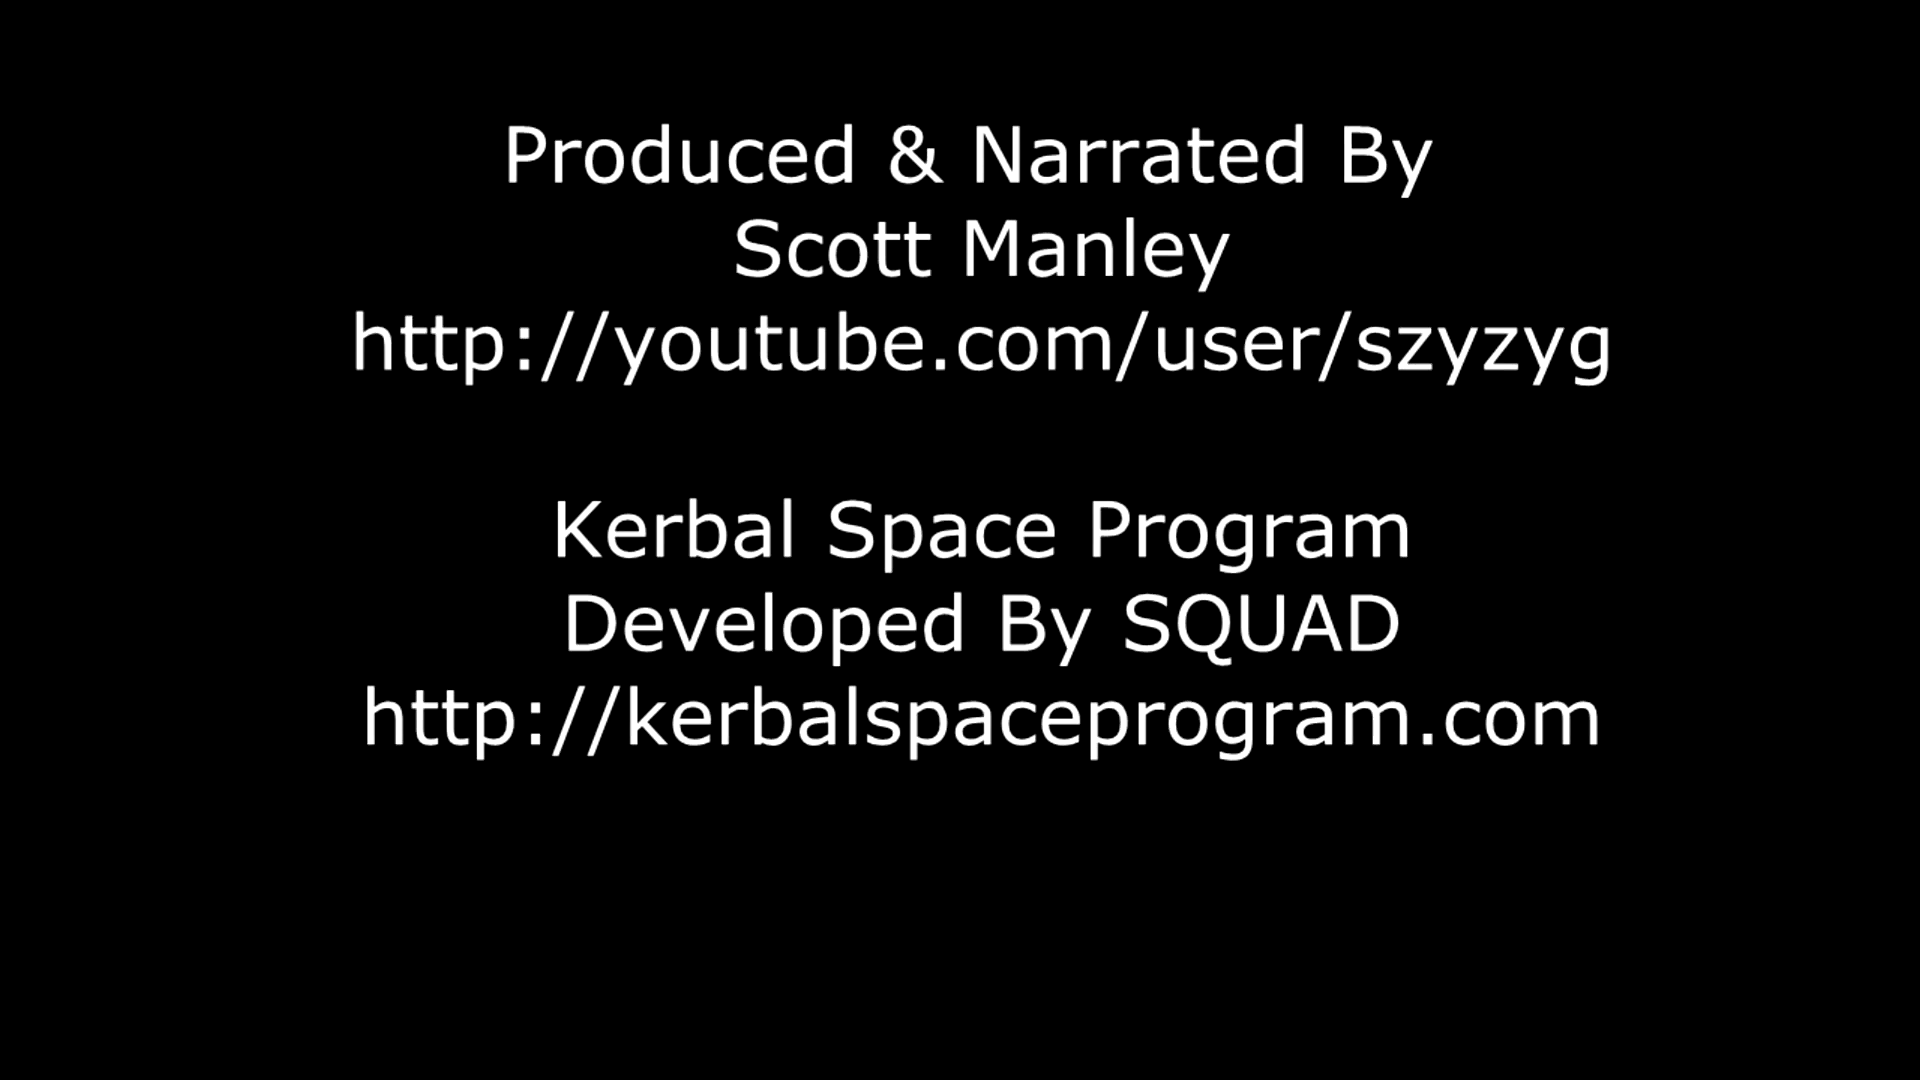 Produced & Narrated By
Scott Manley
http://youtube.com/user/szyzyg
Kerbal Space Program
Developed By SQUAD
http://kerbalspaceprogram.com